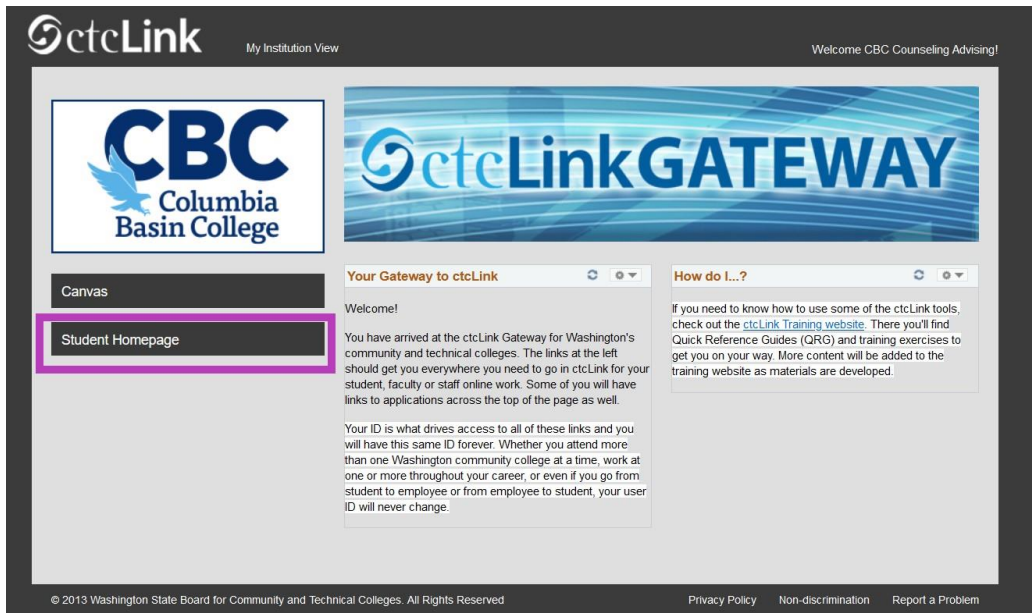 ctcLink
My Institution View
Welcome CBC Counseling Advising!
CBC
Columbia
Basin College
ctcLinkGATEWAY
Canvas
Student Homepage
Your Gateway to ctcLink
Welcome!
You have arrived at the ctcLink Gateway for Washington's
community and technical colleges. The links at the left
should get you everywhere you need to go in ctcLink for your
student, faculty or staff online work. Some of you will have
links to applications across the top of the page as well.
Your ID is what drives access to all of these links and you
will have this same ID forever. Whether you attend more
than one Washington community college at a time, work at
one or more throughout your career, or even if you go from
student to employee or from employee to student, your user
ID will never change.
How do I...?
If you need to know how to use some of the ctcLink tools,
check out the ctcLink Training website. There you'll find
Quick Reference Guides (QRG) and training exercises to
get you on your way. More content will be added to the
training website as materials are developed.
© 2013 Washington State Board for Community and Technical Colleges. All Rights Reserved
Privacy Policy
Non-discrimination
Report a Problem